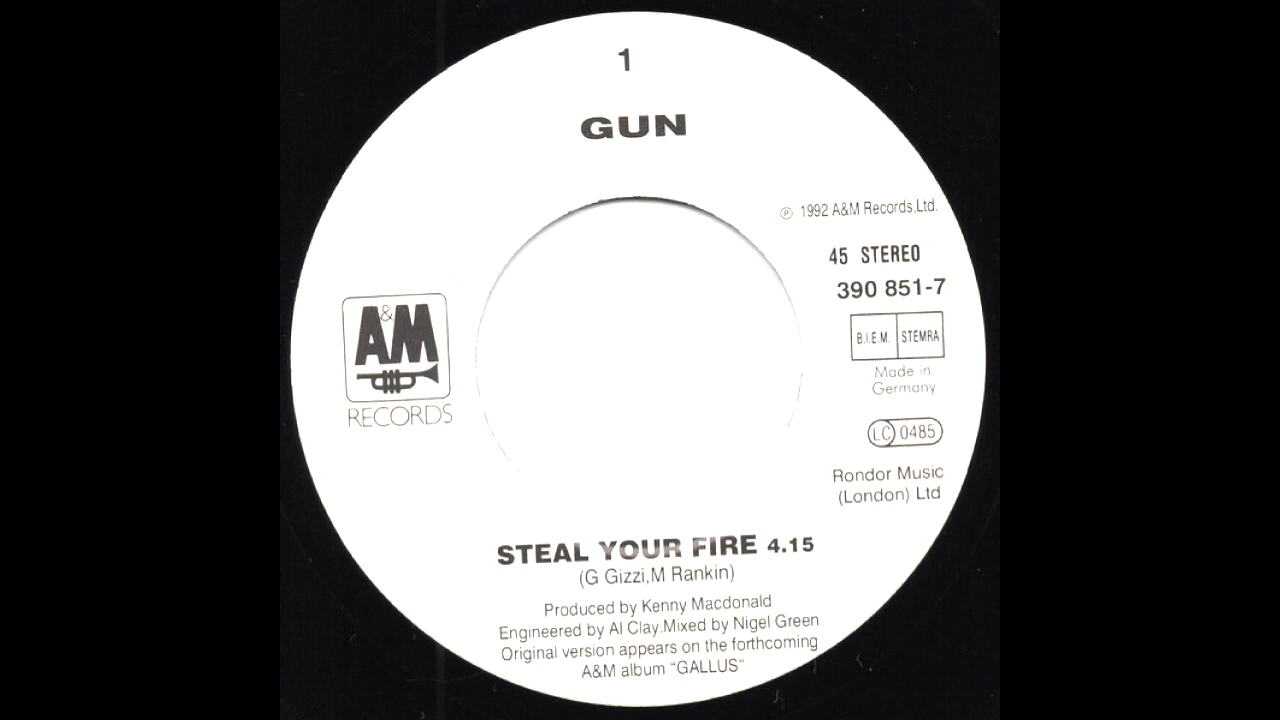 1
GUN
℗ 1992 A&M Records,Ltd.
45 STEREO
390 851-7
B.I.E.M. STEMRA
Made in
Germany
LC 0485
A&M
RECORDS
Rondor Music
(London) Ltd
STEAL YOUR FIRE 4.15
(G Gizzi,M Rankin)
Produced by Kenny Macdonald
Engineered by Al Clay.Mixed by Nigel Green
Original version appears on the forthcoming
A&M album "GALLUS"